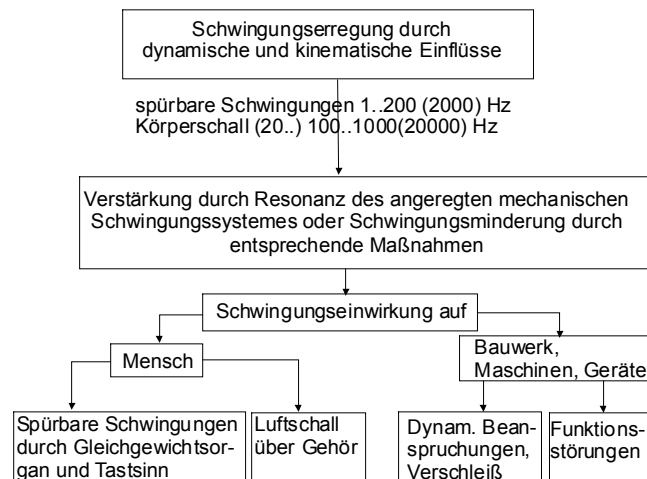 Schwingungserregung durch
dynamische und kinematische Einflüsse
spürbare Schwingungen 1..200 (2000) Hz
Körperschall (20..) 100..1000(20000) Hz
Verstärkung durch Resonanz des angeregten mechanischen
Schwingungssystemes oder Schwingungsminderung durch
entsprechende Maßnahmen
Schwingungseinwirkung auf
Mensch
Bauwerk,
Maschinen, Geräte
Spürbare Schwingungen
durch Gleichgewichtsor-
gan und Tastsinn
Luftschall
über Gehör
Dynam. Bean-
spruchungen,
Verschleiß
Funktions-
störungen